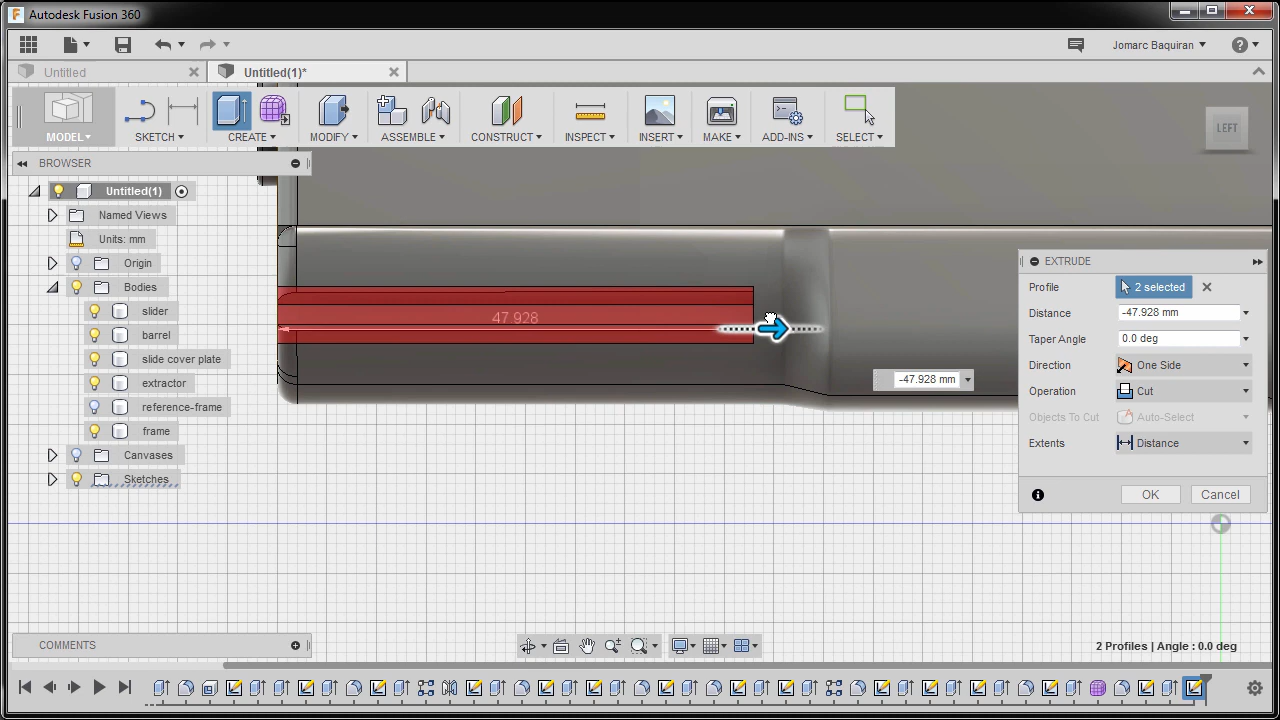 Autodesk Fusion 360
Jomarc Baquiran
Untitled
Untitled(1)*
MODEL
SKETCH
CREATE
MODIFY
ASSEMBLE
CONSTRUCT
INSPECT
INSERT
MAKE
ADD-INS
SELECT
LEFT
BROWSER
Untitled(1)
Named Views
Units: mm
Origin
Bodies
slider
barrel
slide cover plate
extractor
reference-frame
frame
Canvases
Sketches
47.928
-47.928 mm
EXTRUDE
Profile 2 selected
Distance -47.928 mm
Taper Angle 0.0 deg
Direction One Side
Operation Cut
Objects To Cut Auto-Select
Extents Distance
OK Cancel
COMMENTS
2 Profiles | Angle : 0.0 deg